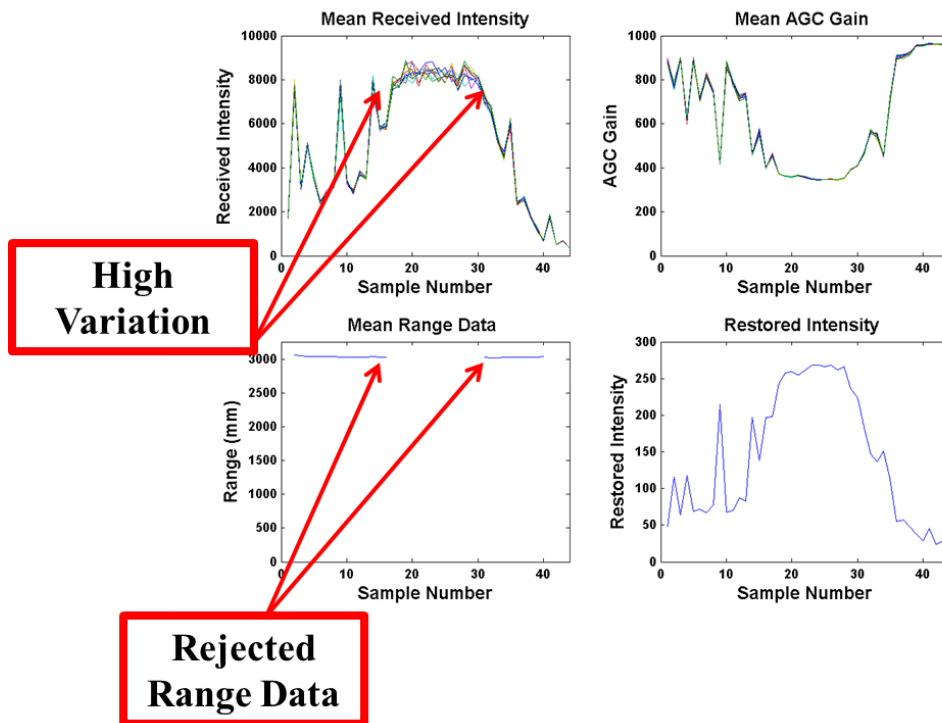 Mean Received Intensity
10000
8000
6000
4000
2000
0
Received Intensity
0 10 20 30 40
Sample Number
Mean AGC Gain
1000
800
600
400
200
0
AGC Gain
0 10 20 30 40
Sample Number
High
Variation
Mean Range Data
3000
2500
2000
1500
1000
500
0
Range (mm)
0 10 20 30 40
Sample Number
Restored Intensity
300
250
200
150
100
50
0
Restored Intensity
0 10 20 30 40
Sample Number
Rejected
Range Data